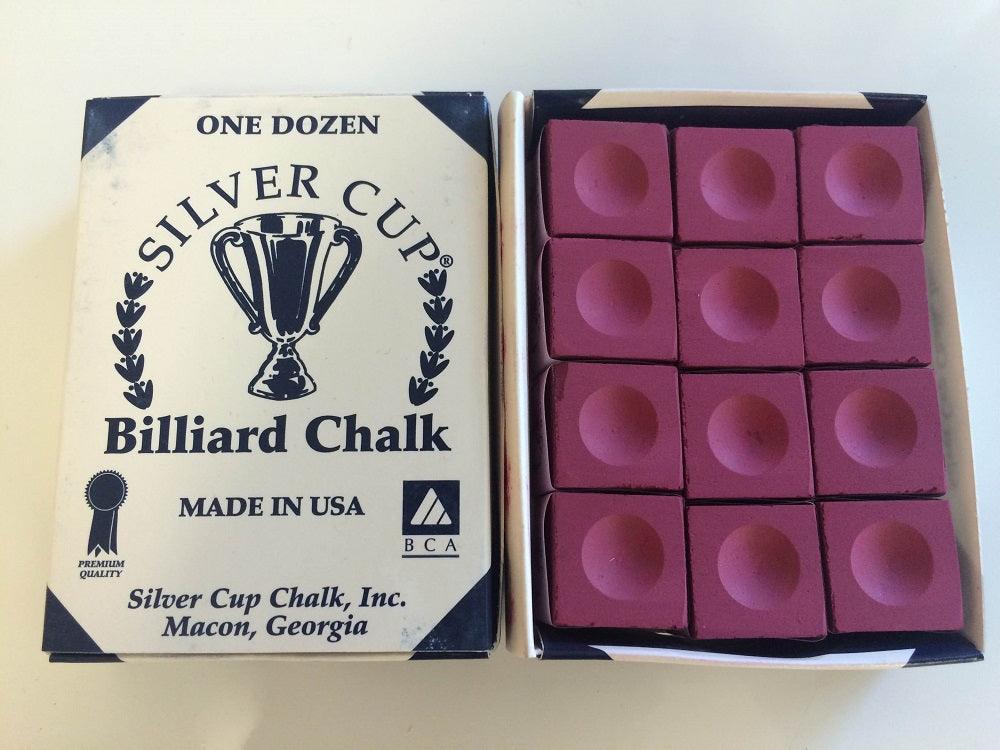 ONE DOZEN
SILVER CUP®
Billiard Chalk
MADE IN USA
PREMIUM
QUALITY
BCA
Silver Cup Chalk, Inc.
Macon, Georgia